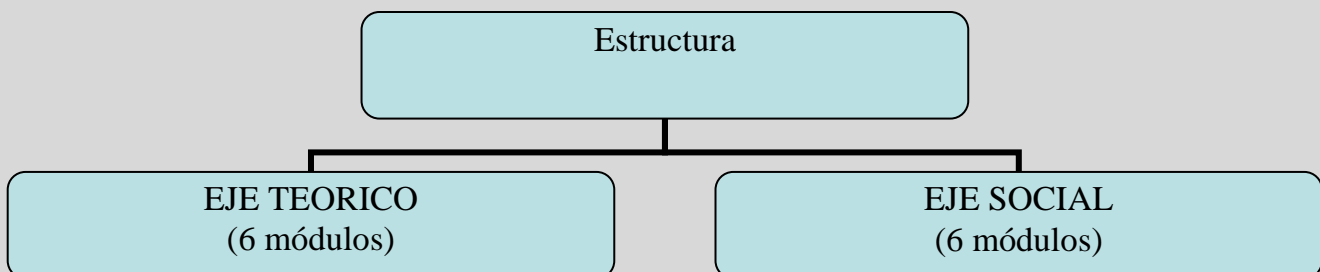 Estructura
EJE TEORICO
(6 módulos)
EJE SOCIAL
(6 módulos)